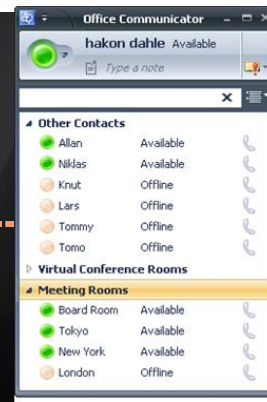 Office Communicator
hakon dahle Available
Type a note
Other Contacts
Allan Available
Niklas Available
Knut Offline
Lars Offline
Tommy Offline
Tomo Offline
Virtual Conference Rooms
Meeting Rooms
Board Room Available
Tokyo Available
New York Available
London Offline